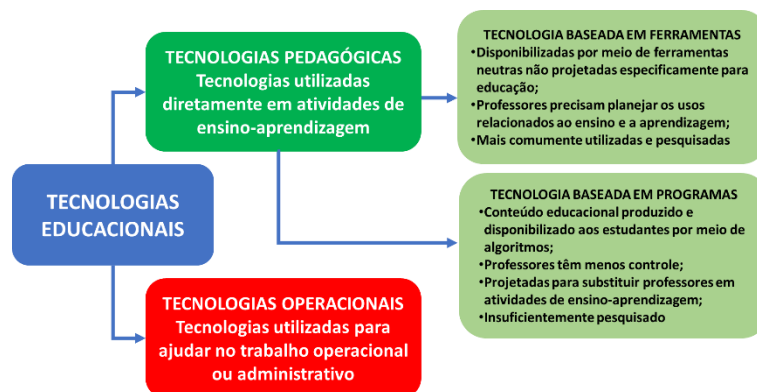 TECNOLOGIAS
EDUCACIONAIS
TECNOLOGIAS PEDAGÓGICAS
Tecnologias utilizadas
diretamente em atividades de
ensino-aprendizagem
TECNOLOGIA BASEADA EM FERRAMENTAS
•Disponibilizadas por meio de ferramentas
neutras não projetadas especificamente para
educação;
•Professores precisam planejar os usos
relacionados ao ensino e a aprendizagem;
•Mais comumente utilizadas e pesquisadas
TECNOLOGIA BASEADA EM PROGRAMAS
•Conteúdo educacional produzido e
disponibilizado aos estudantes por meio de
algoritmos;
•Professores têm menos controle;
•Projetadas para substituir professores em
atividades de ensino-aprendizagem;
•Insuficientemente pesquisado
TECNOLOGIAS OPERACIONAIS
Tecnologias utilizadas para
ajudar no trabalho operacional
ou administrativo